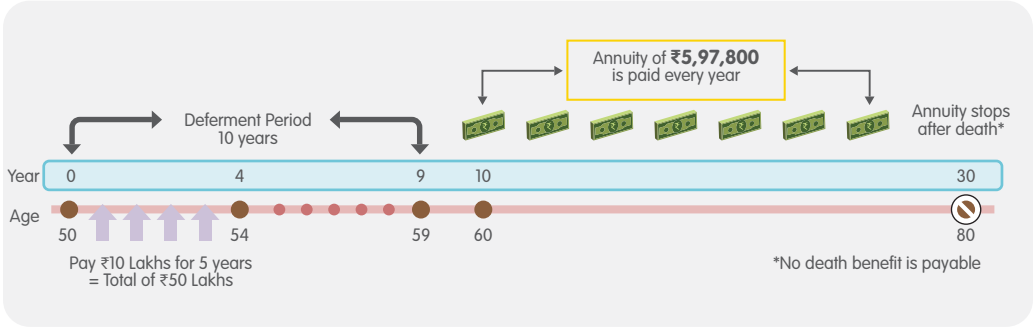 Annuity of ₹5,97,800
is paid every year
Deferment Period
10 years
Annuity stops
after death*
Year 0 4 9 10 30
Age
50 54 59 60 80
Pay ₹10 Lakhs for 5 years
= Total of ₹50 Lakhs
*No death benefit is payable